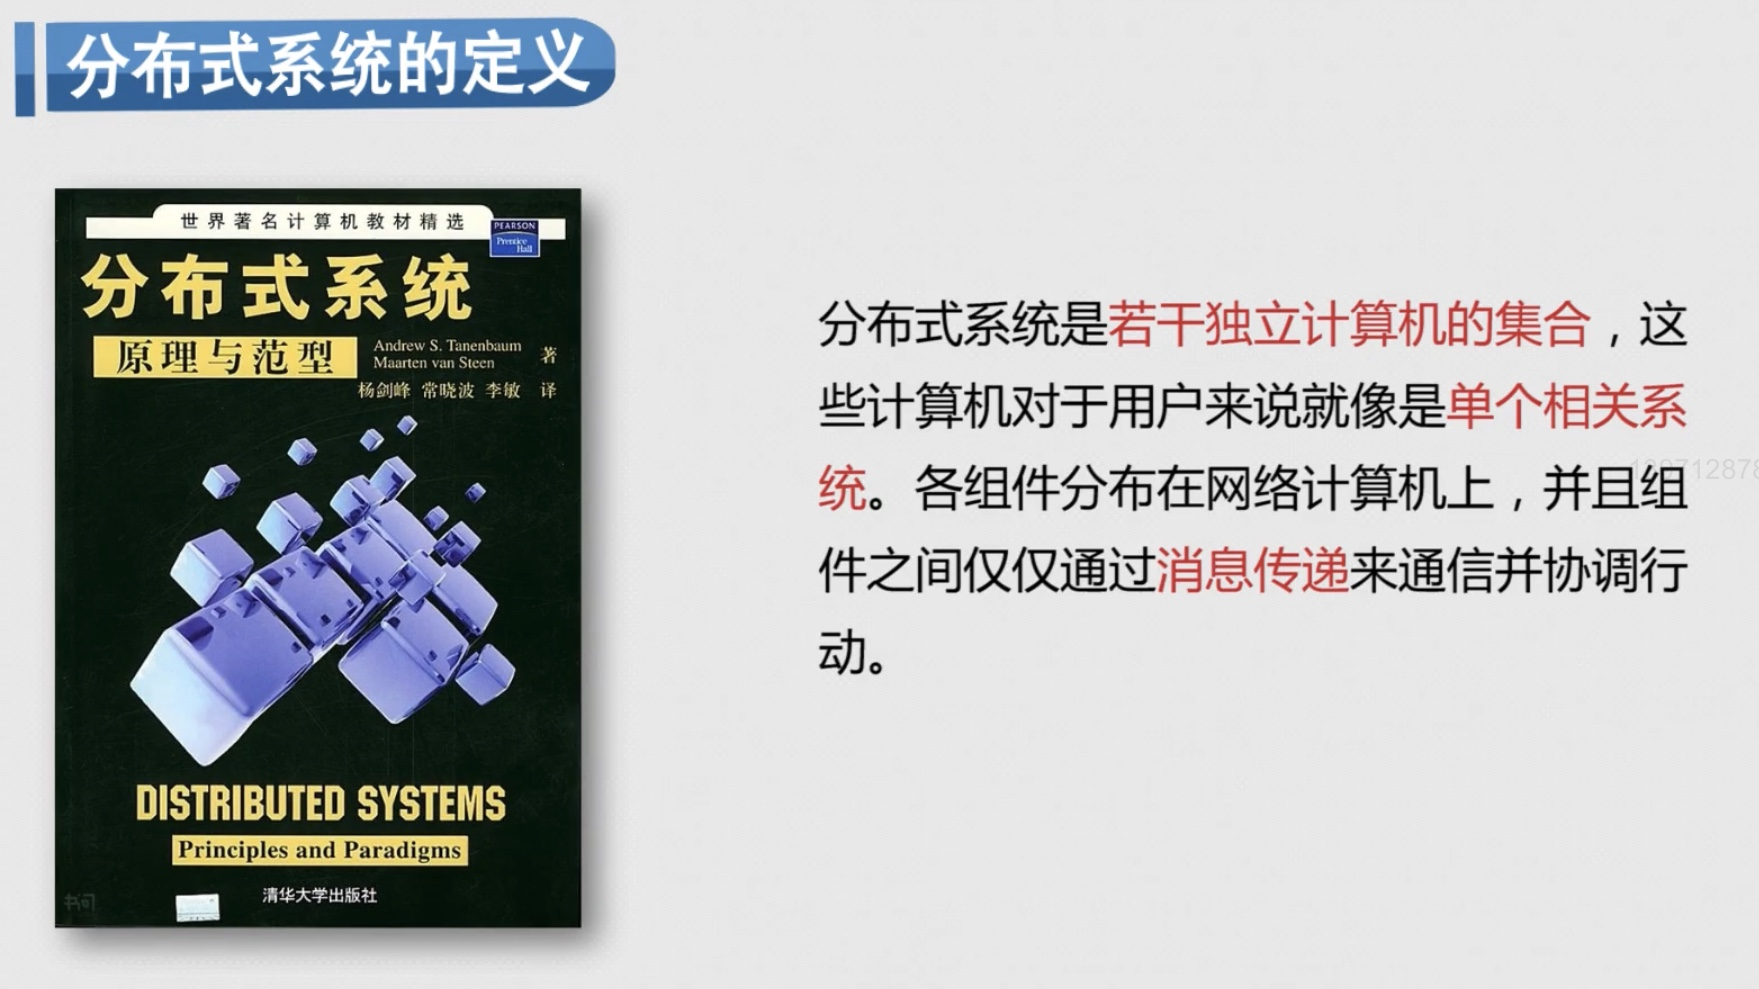 分布式系统的定义
世界著名计算机教材精选
PEARSON
Prentice
Hall
分布式系统
原理与范型
Andrew S. Tanenbaum
Maarten van Steen
著
杨剑峰 常晓波 李敏 译
DISTRIBUTED SYSTEMS
Principles and Paradigms
清华大学出版社
分布式系统是若干独立计算机的集合，这
些计算机对于用户来说就像是单个相关系
统。各组件分布在网络计算机上，并且组
件之间仅仅通过消息传递来通信并协调行
动。